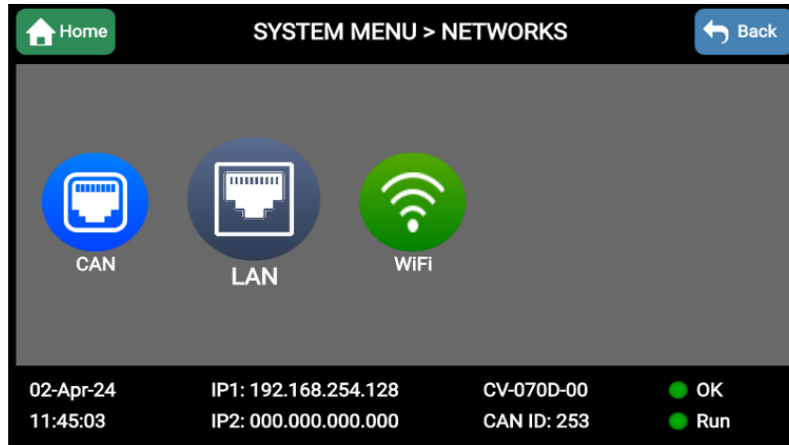 Home SYSTEM MENU > NETWORKS Back
CAN LAN WiFi
02-Apr-24 IP1: 192.168.254.128 CV-070D-00 OK
11:45:03 IP2: 000.000.000.000 CAN ID: 253 Run